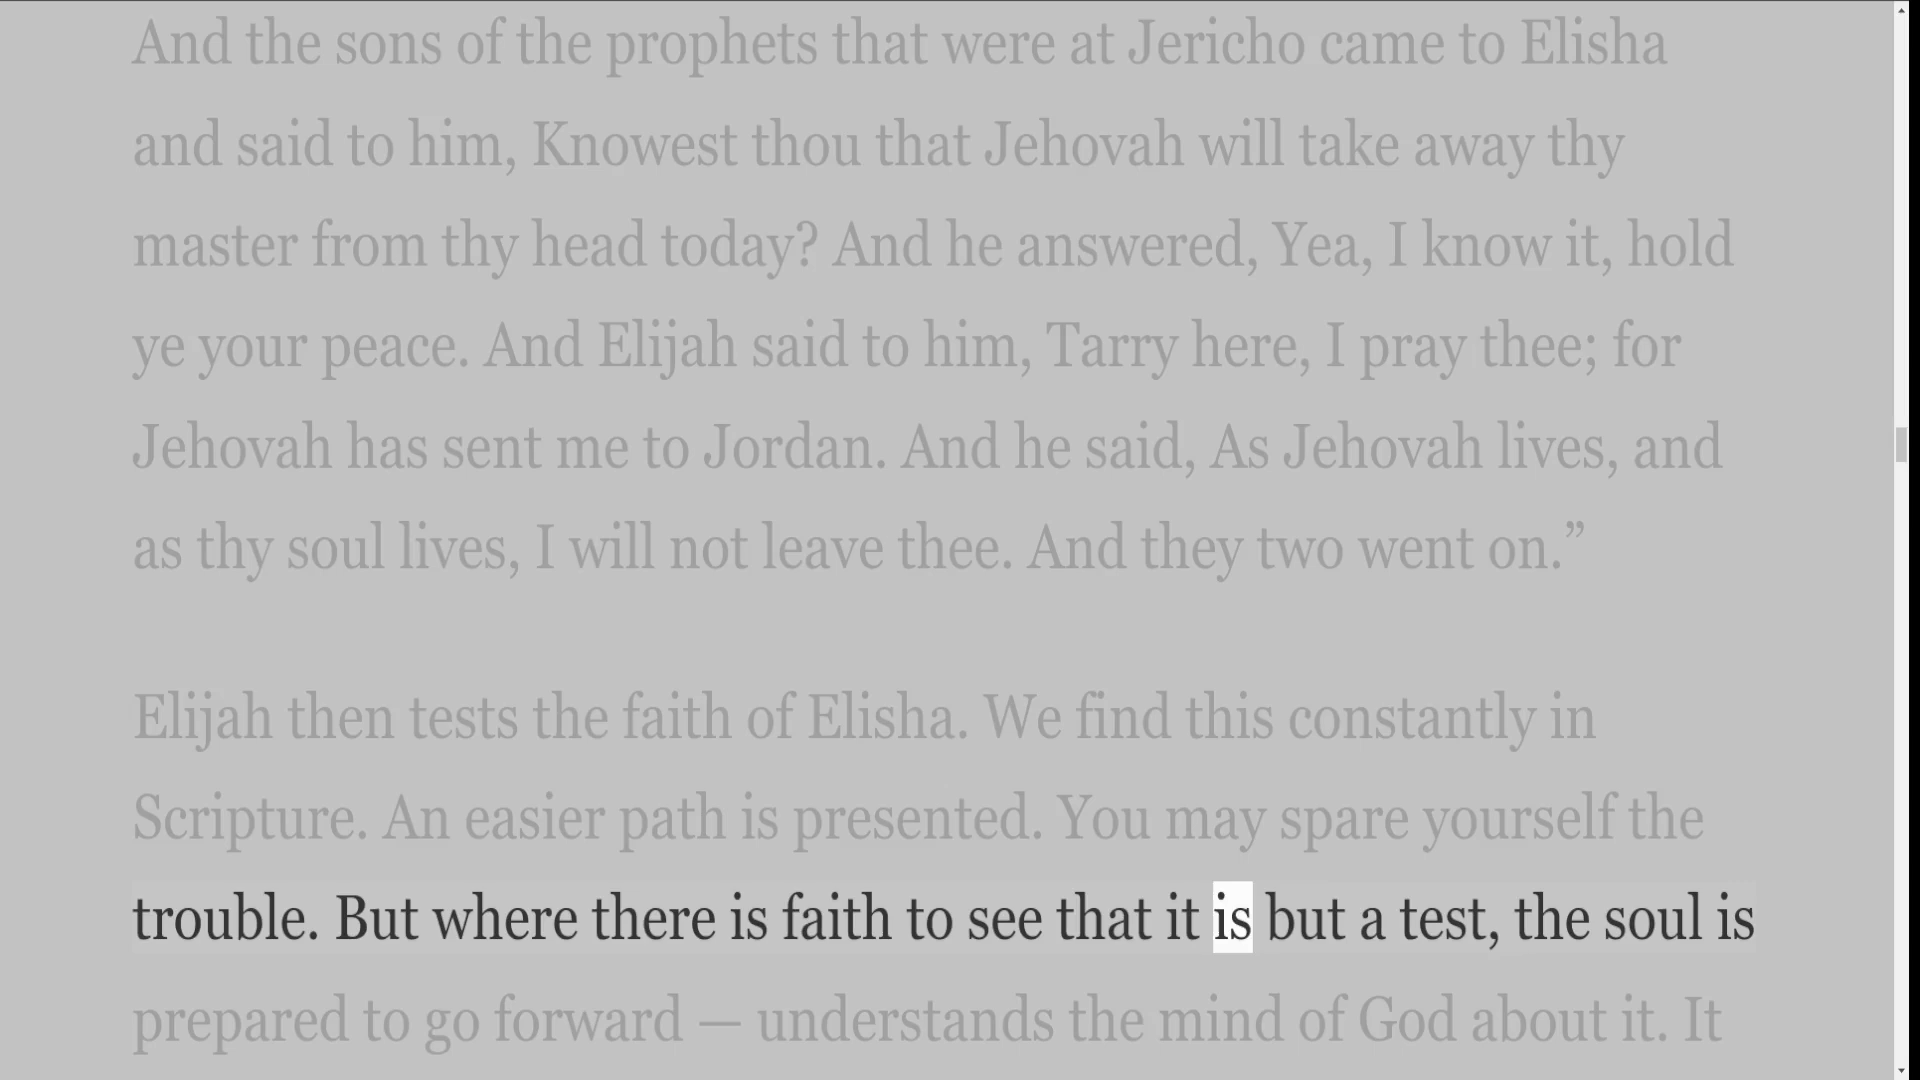 And the sons of the prophets that were at Jericho came to Elisha
and said to him, Knowest thou that Jehovah will take away thy
master from thy head today? And he answered, Yea, I know it, hold
ye your peace. And Elijah said to him, Tarry here, I pray thee; for
Jehovah has sent me to Jordan. And he said, As Jehovah lives, and
as thy soul lives, I will not leave thee. And they two went on.”
Elijah then tests the faith of Elisha. We find this constantly in
Scripture. An easier path is presented. You may spare yourself the
trouble. But where there is faith to see that it is but a test, the soul is
prepared to go forward — understands the mind of God about it. It